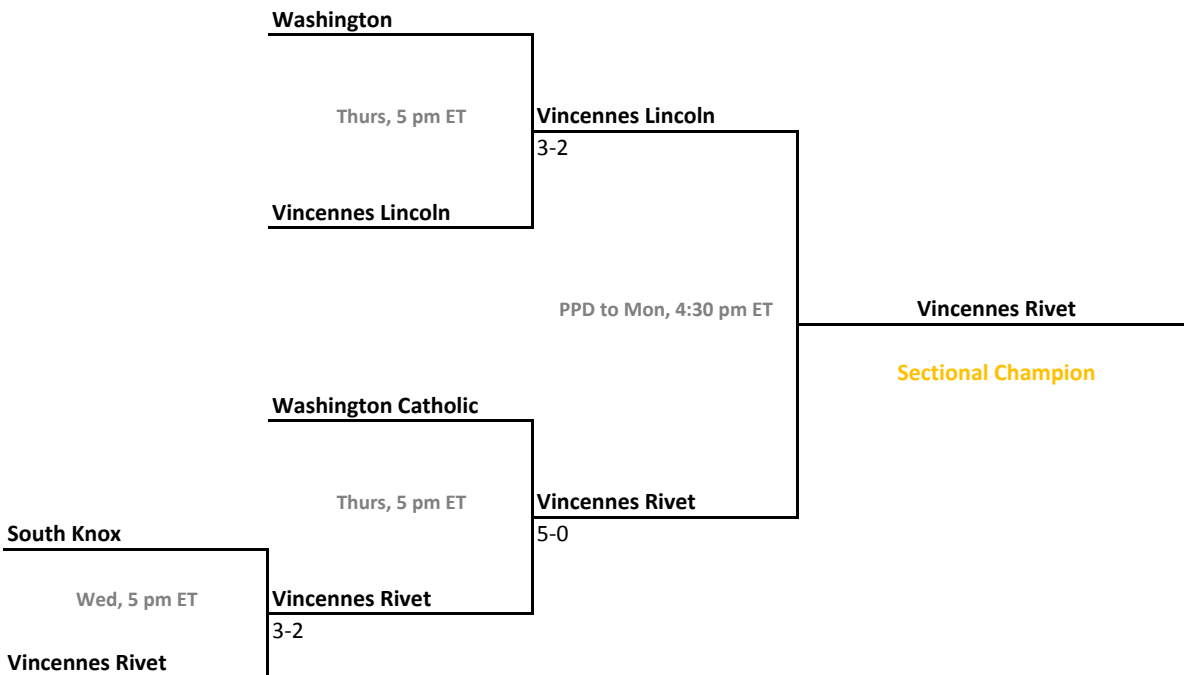 Washington
Thurs, 5 pm ET
Vincennes Lincoln
3-2
Vincennes Lincoln
PPD to Mon, 4:30 pm ET
Vincennes Rivet
Sectional Champion
Washington Catholic
Thurs, 5 pm ET
Vincennes Rivet
5-0
South Knox
Wed, 5 pm ET
Vincennes Rivet
3-2
Vincennes Rivet